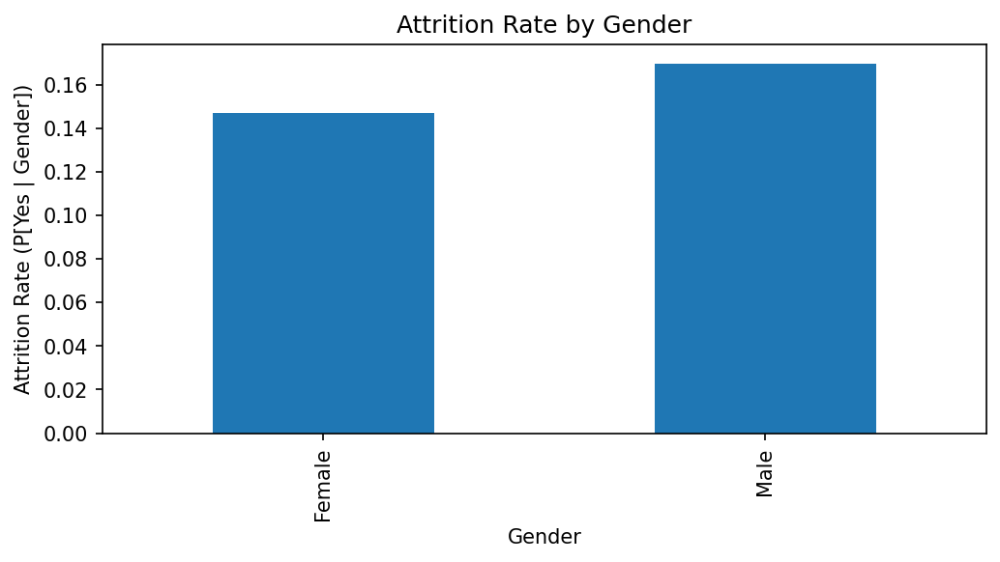 Attrition Rate by Gender
Attrition Rate (P[Yes | Gender])
0.16
0.14
0.12
0.10
0.08
0.06
0.04
0.02
0.00
Female
Male
Gender